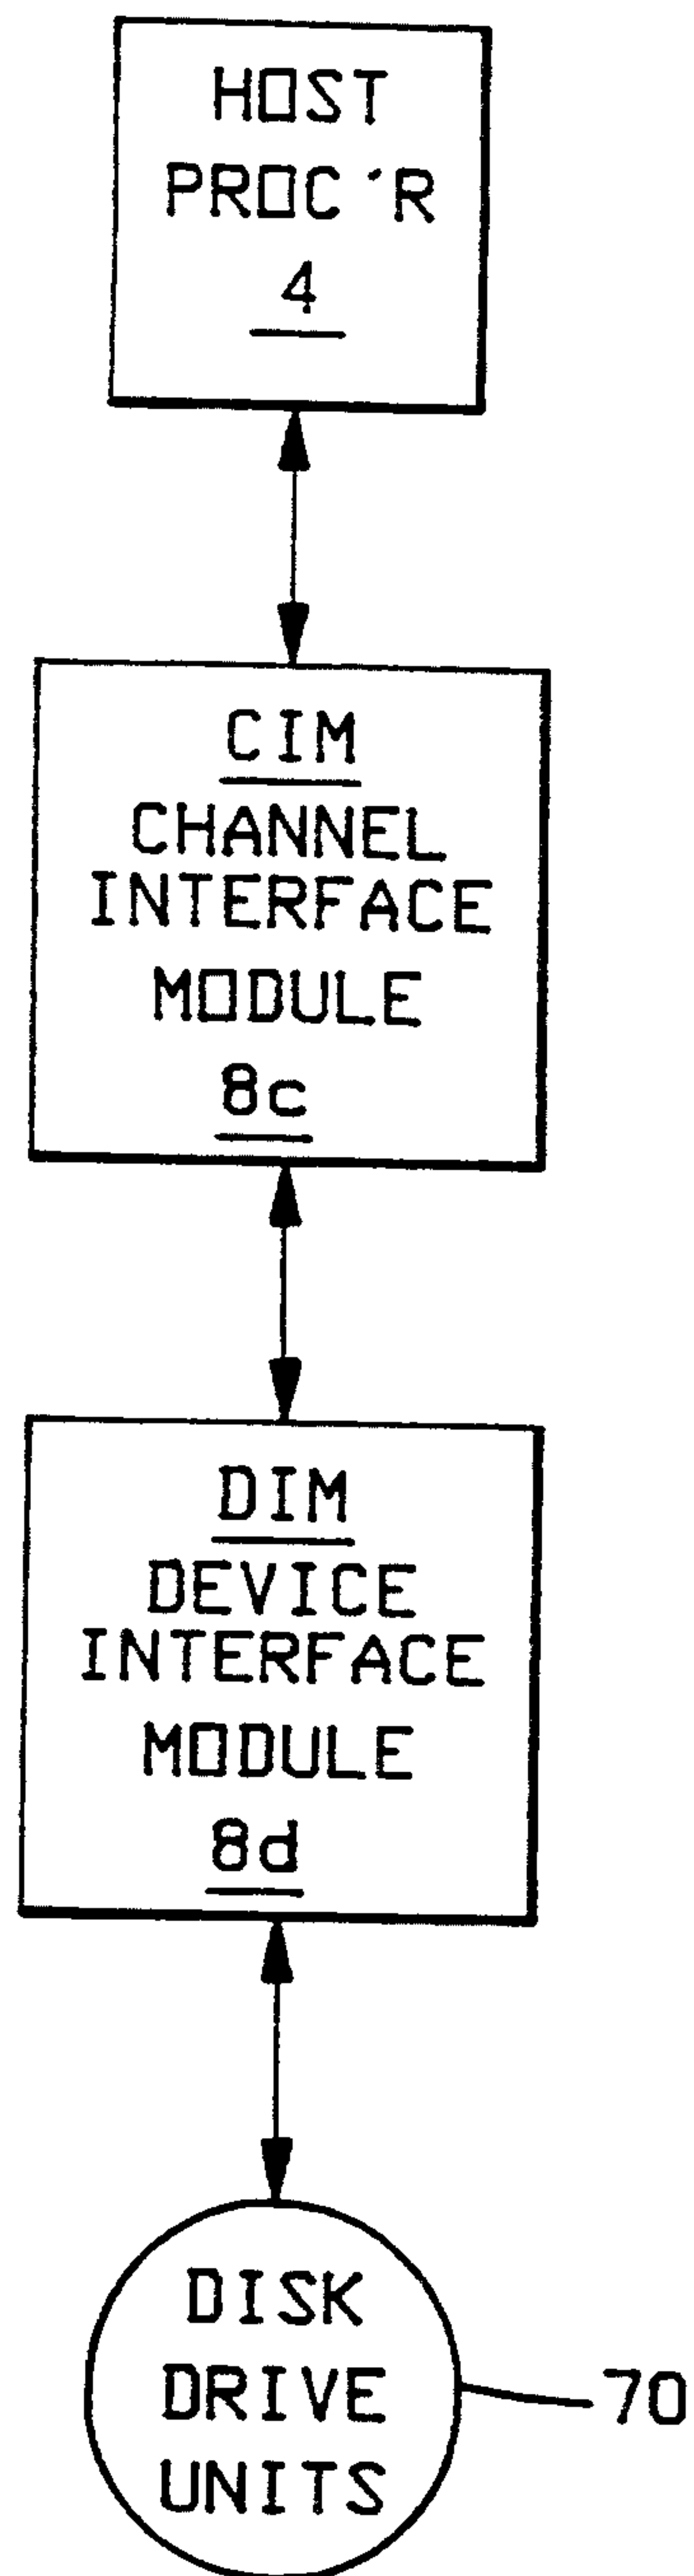 HOST
PROC'R
4
CIM
CHANNEL
INTERFACE
MODULE
8c
DIM
DEVICE
INTERFACE
MODULE
8d
DISK
DRIVE
UNITS
70